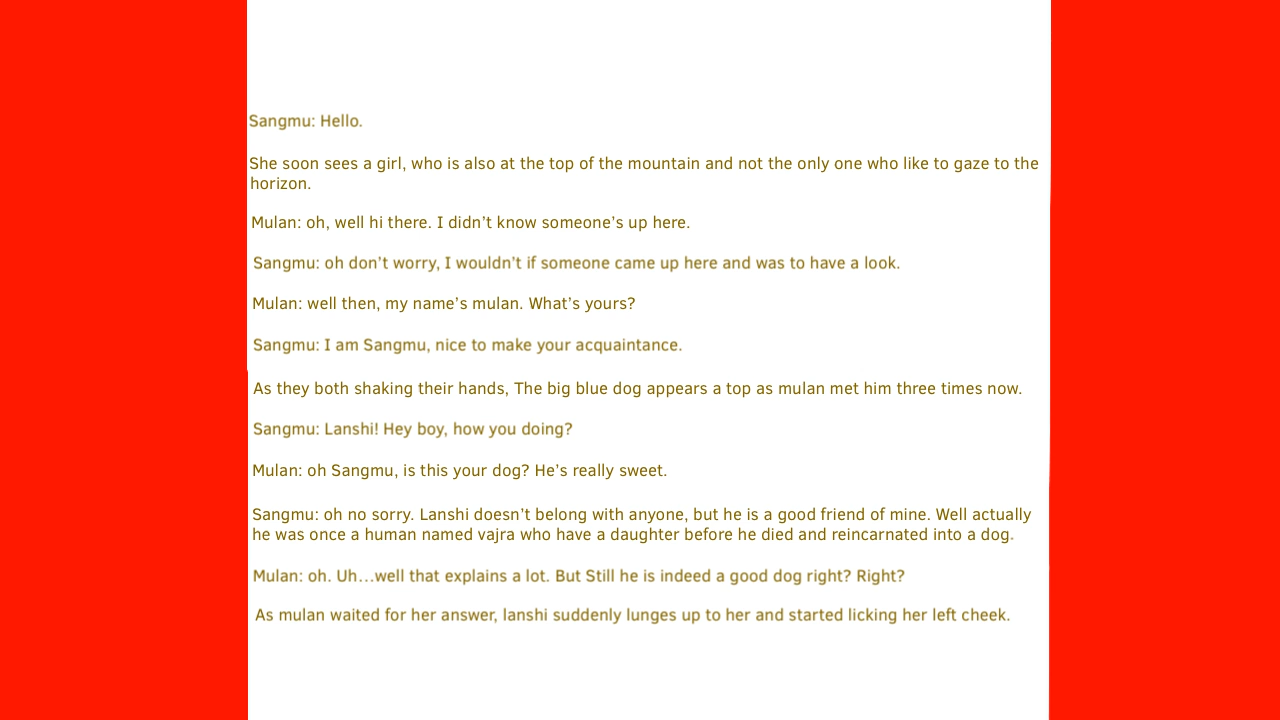 Sangmu: Hello.
She soon sees a girl, who is also at the top of the mountain and not the only one who like to gaze to the
horizon.
Mulan: oh, well hi there. I didn’t know someone’s up here.
Sangmu: oh don’t worry, I wouldn’t if someone came up here and was to have a look.
Mulan: well then, my name’s mulan. What’s yours?
Sangmu: I am Sangmu, nice to make your acquaintance.
As they both shaking their hands, The big blue dog appears a top as mulan met him three times now.
Sangmu: Lanshi! Hey boy, how you doing?
Mulan: oh Sangmu, is this your dog? He’s really sweet.
Sangmu: oh no sorry. Lanshi doesn’t belong with anyone, but he is a good friend of mine. Well actually
he was once a human named vajra who have a daughter before he died and reincarnated into a dog.
Mulan: oh. Uh...well that explains a lot. But Still he is indeed a good dog right? Right?
As mulan waited for her answer, lanshi suddenly lunges up to her and started licking her left cheek.